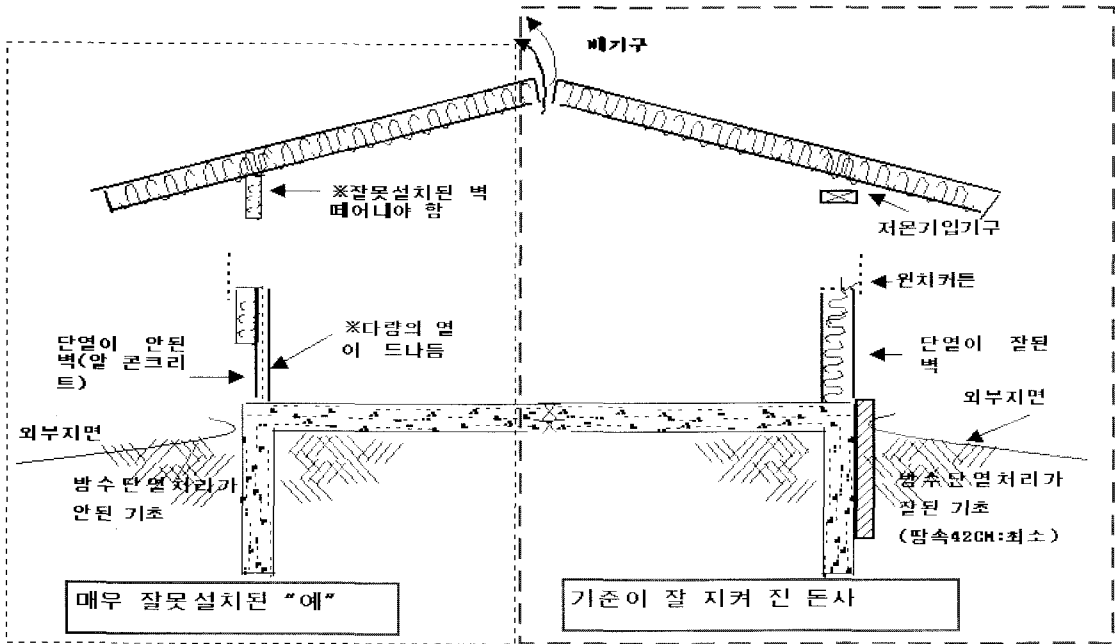 배기구
※잘못설치된 벽
떼어내야 함
저온기입기구
윈치커튼
단열이 안된
벽(알 콘크리
트)
※다량의 열
이 드나듬
단열이 잘된
벽
외부지면
외부지면
방수단열처리가
안된 기초
방수단열처리가
잘된 기초
(땅속42CM:최소)
매우 잘못설치된 "예"
기준이 잘 지켜 진 돈사